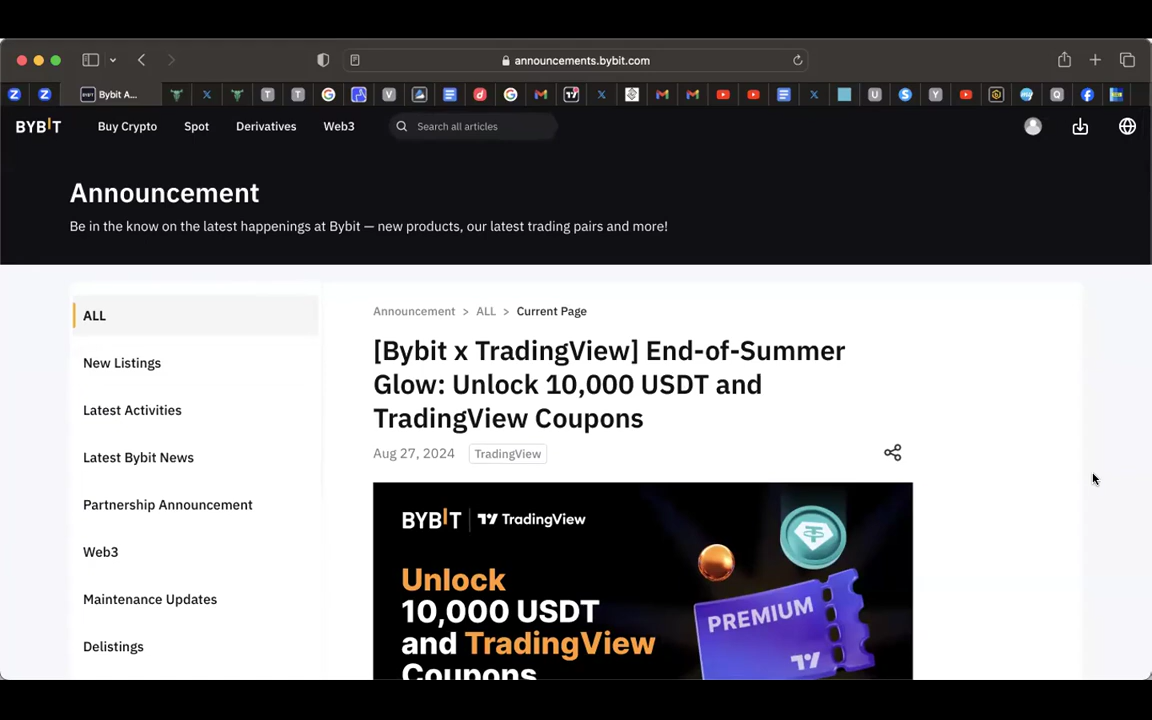 announcements.bybit.com
Bybit A...
BYBIT
Buy Crypto
Spot
Derivatives
Web3
Search all articles
Announcement
Be in the know on the latest happenings at Bybit — new products, our latest trading pairs and more!
ALL
New Listings
Latest Activities
Latest Bybit News
Partnership Announcement
Web3
Maintenance Updates
Delistings
Announcement > ALL > Current Page
[Bybit x TradingView] End-of-Summer
Glow: Unlock 10,000 USDT and
TradingView Coupons
Aug 27, 2024 TradingView
BYBIT | TradingView
Unlock
10,000 USDT
and TradingView
Coupons
PREMIUM